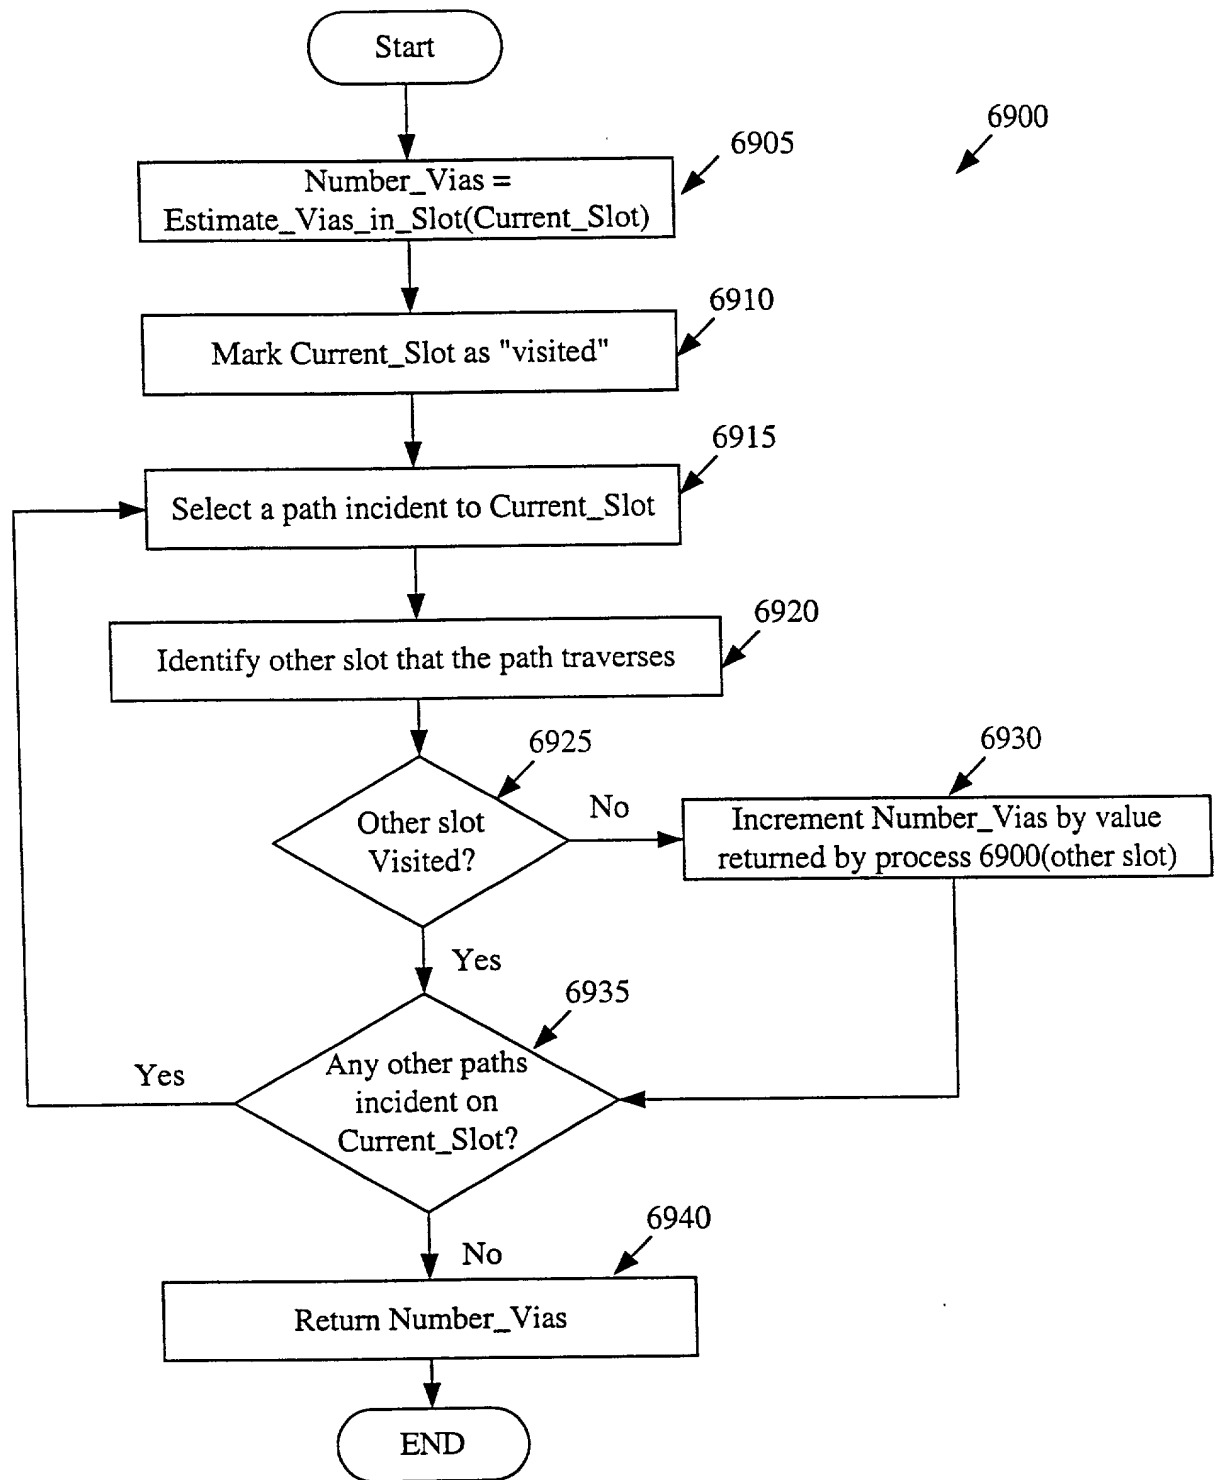 Start
6900
6905
Number_Vias =
Estimate_Vias_in_Slot(Current_Slot)
6910
Mark Current_Slot as "visited"
6915
Select a path incident to Current_Slot
6920
Identify other slot that the path traverses
6925
Other slot
Visited?
No
6930
Increment Number_Vias by value
returned by process 6900(other slot)
Yes
6935
Any other paths
incident on
Current_Slot?
Yes
No
6940
Return Number_Vias
END